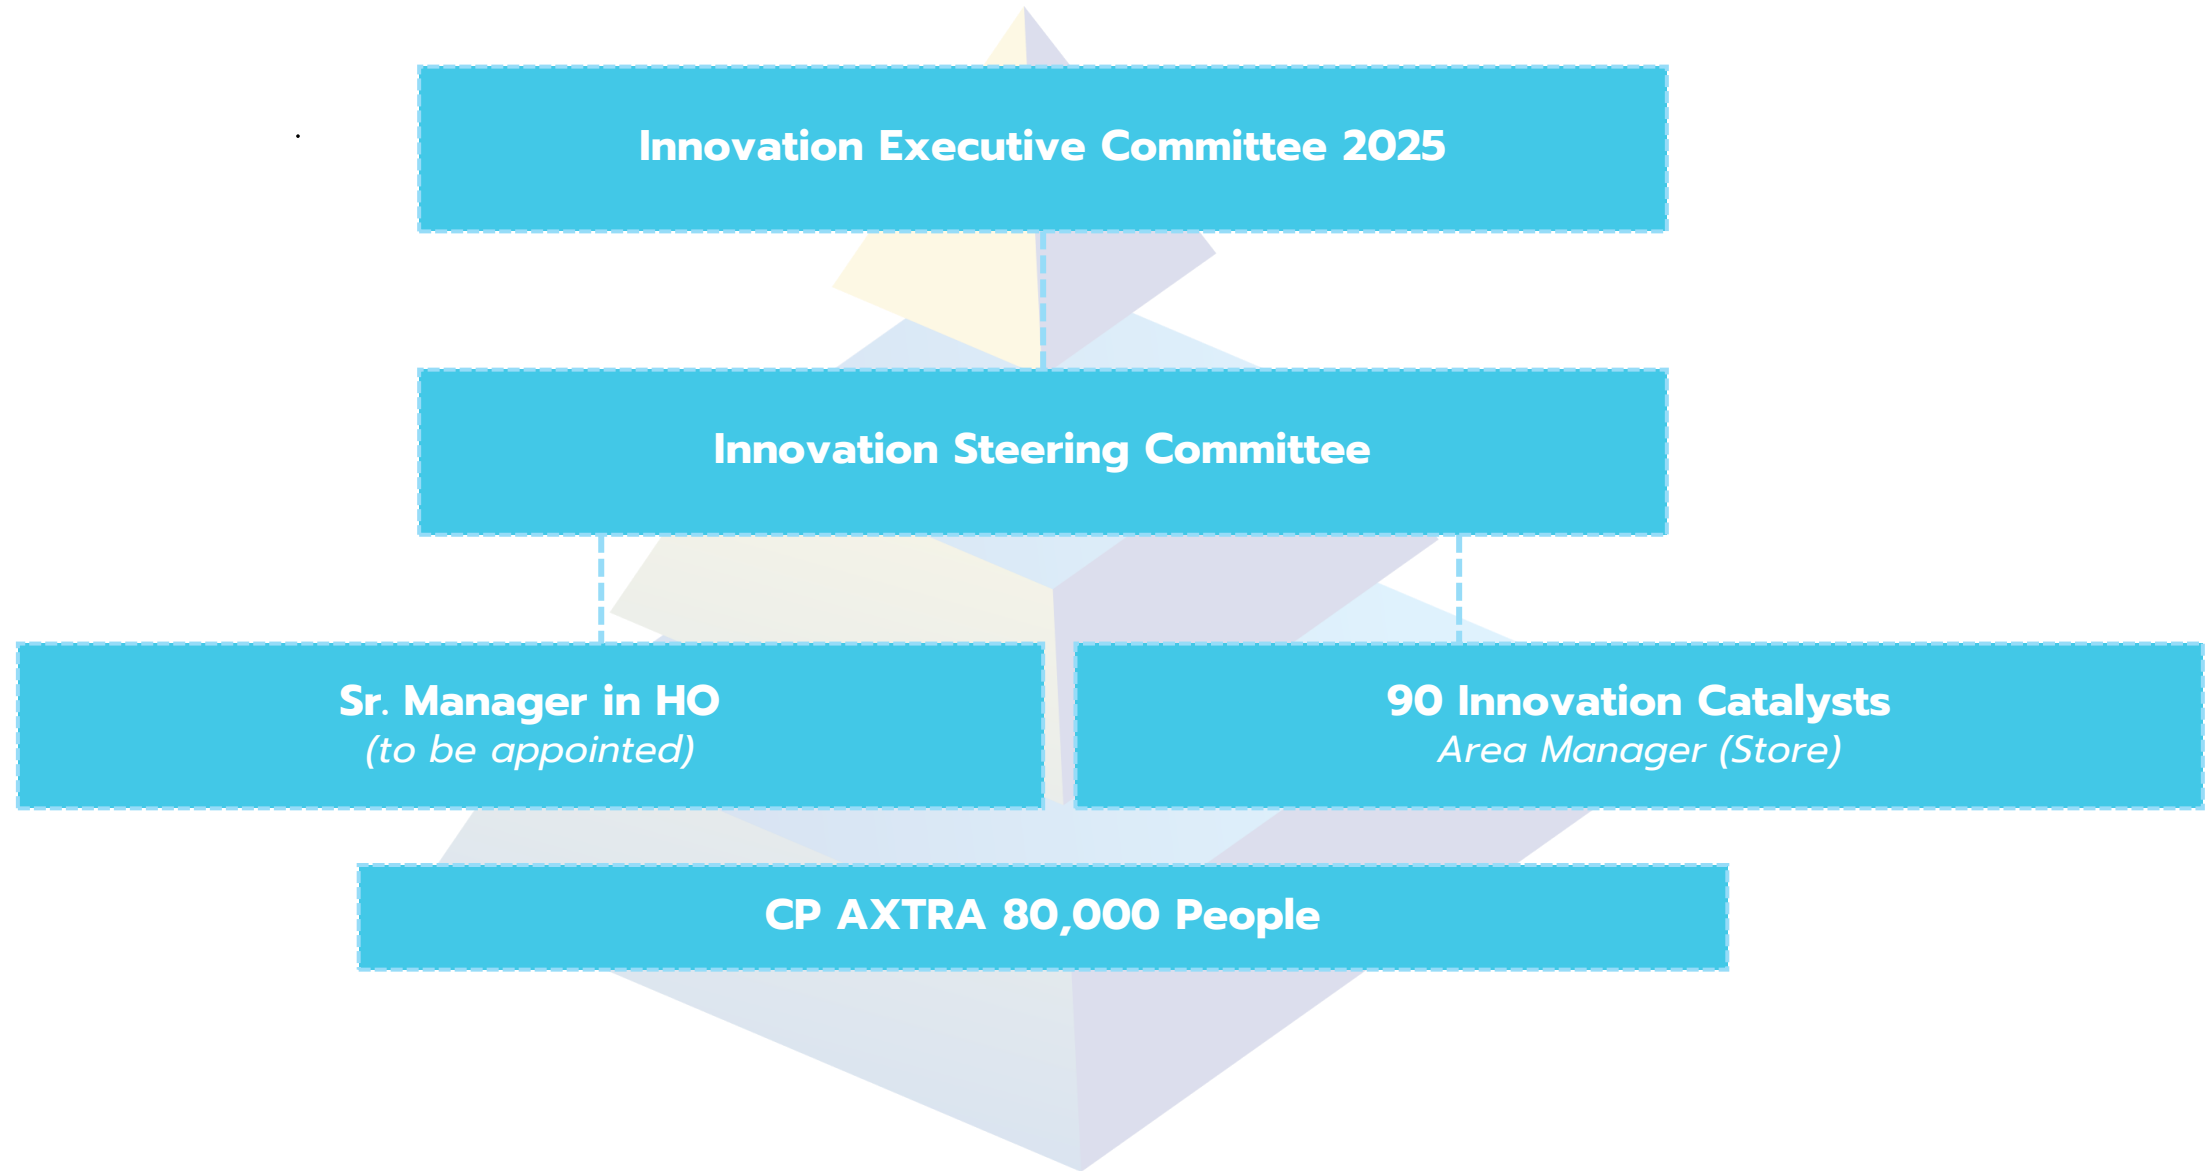 Innovation Executive Committee 2025
.
Innovation Steering Committee
Sr. Manager in HO
(to be appointed)
90 Innovation Catalysts
Area Manager (Store)
CP AXTRA 80,000 People